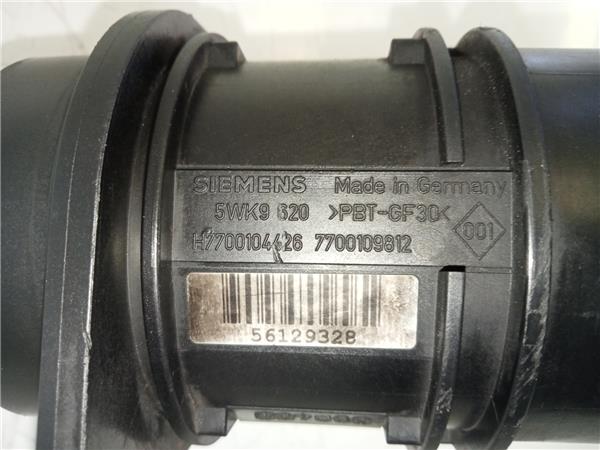 SIEMENS Made in Germany
5WK9 620 >PBT-GF30<
H7700104426 7700109812
001
56129328